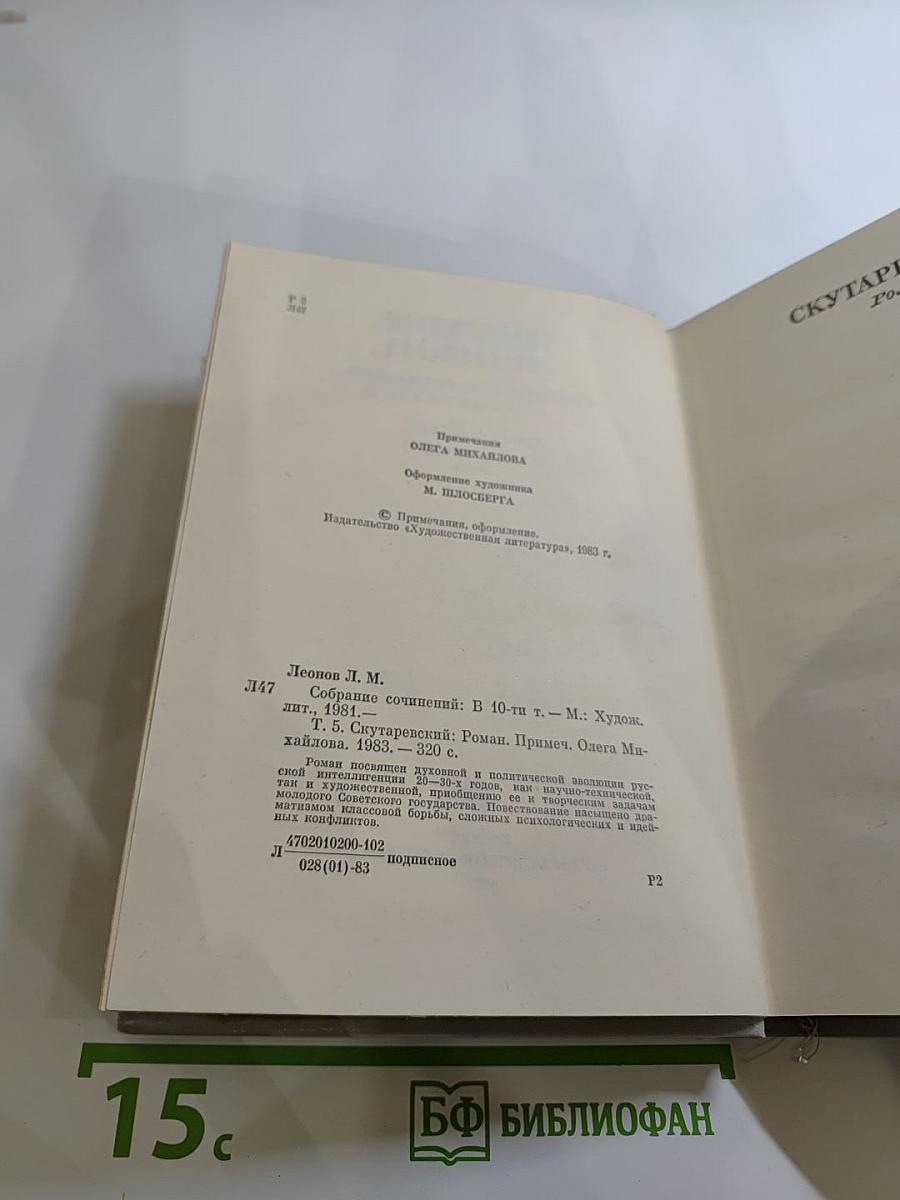 Р 2
Л47
Примечания
ОЛЕГА МИХАЙЛОВА
Оформление художника
М. ШЛОСБЕРГА
© Примечания, оформление.
Издательство «Художественная литература», 1983 г.
Леонов Л. М.
Л47 Собрание сочинений: В 10-ти т. — М.: Худож.
лит., 1981.—
Т. 5. Скутаревский: Роман. Примеч. Олега Ми-
хайлова. 1983. — 320 с.
Роман посвящен духовной и политической эволюции рус-
ской интеллигенции 20—30-х годов, как научно-технической,
так и художественной, приобщению ее к творческим задачам
молодого Советского государства. Повествование насыщено дра-
матизмом классовой борьбы, сложных психологических и идей-
ных конфликтов.
Л 4702010200-102 подписное
028(01)-83
Р2
СКУТАРЕ
Ро
15 с
БФ БИБЛИОФАН